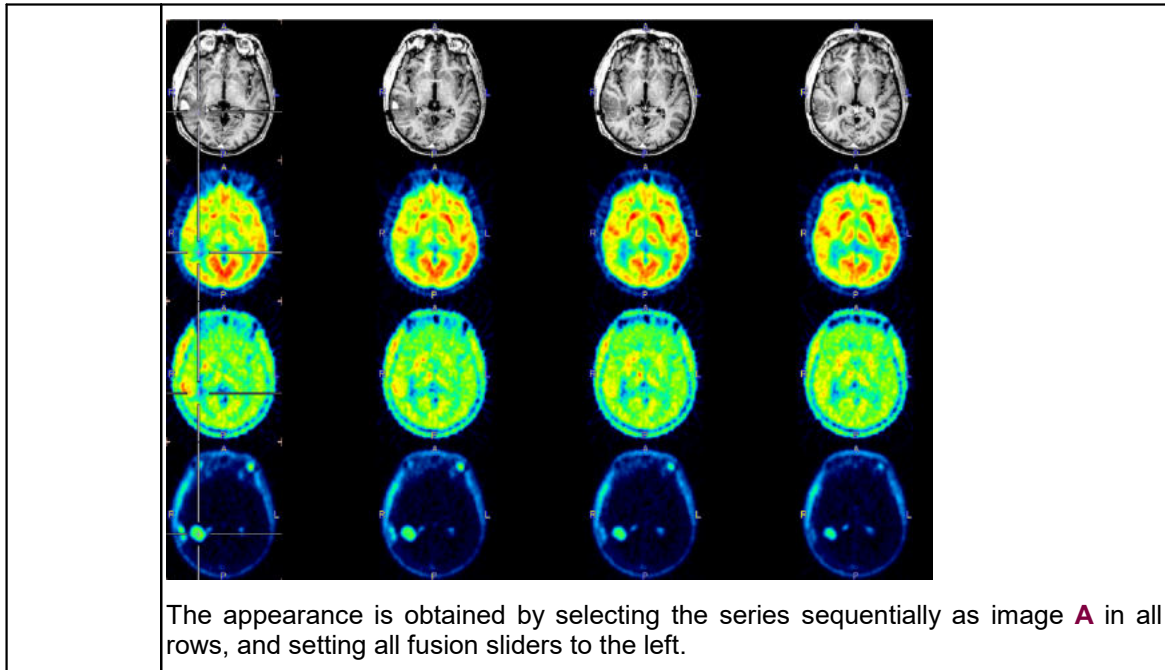 A A A A
R L R L R L R L
P P P P
A A A A
R L R L R L R L
P P P P
A A A A
R L R L R L R L
P P P P
A A A A
R L R L R L R L
P P P P
The appearance is obtained by selecting the series sequentially as image A in all
rows, and setting all fusion sliders to the left.